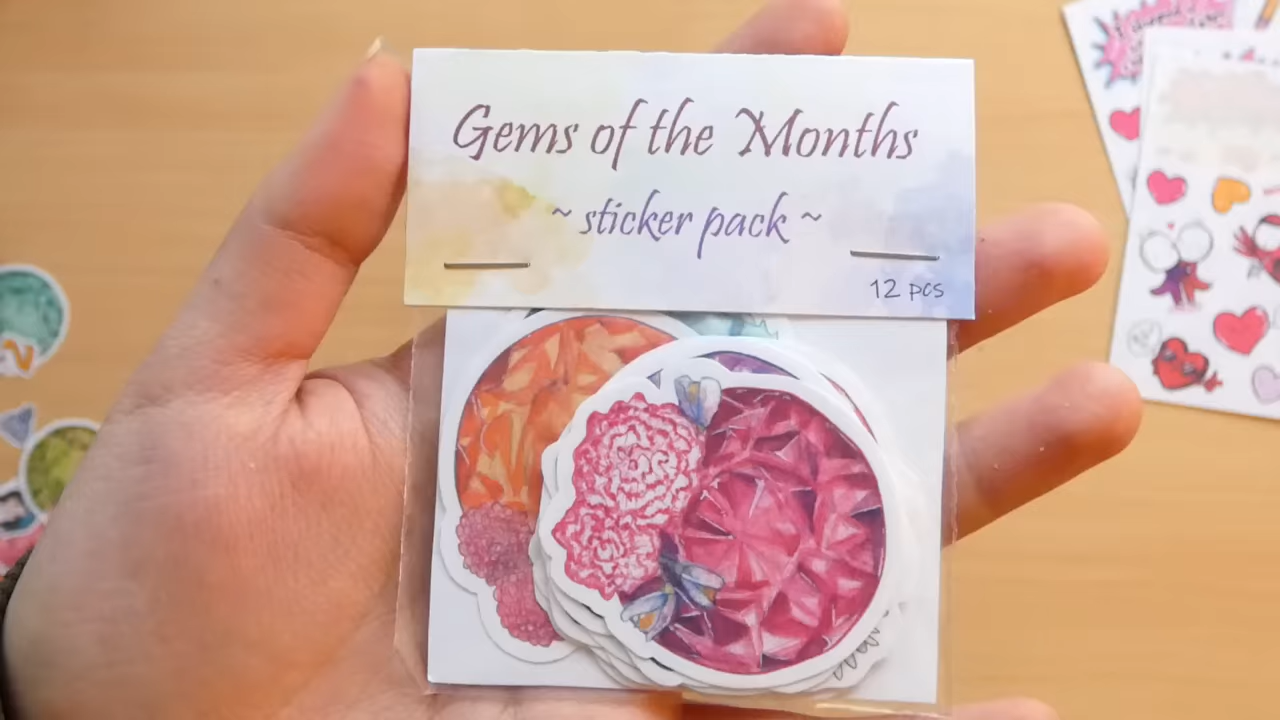 Gems of the Months
~ sticker pack ~
12 pcs